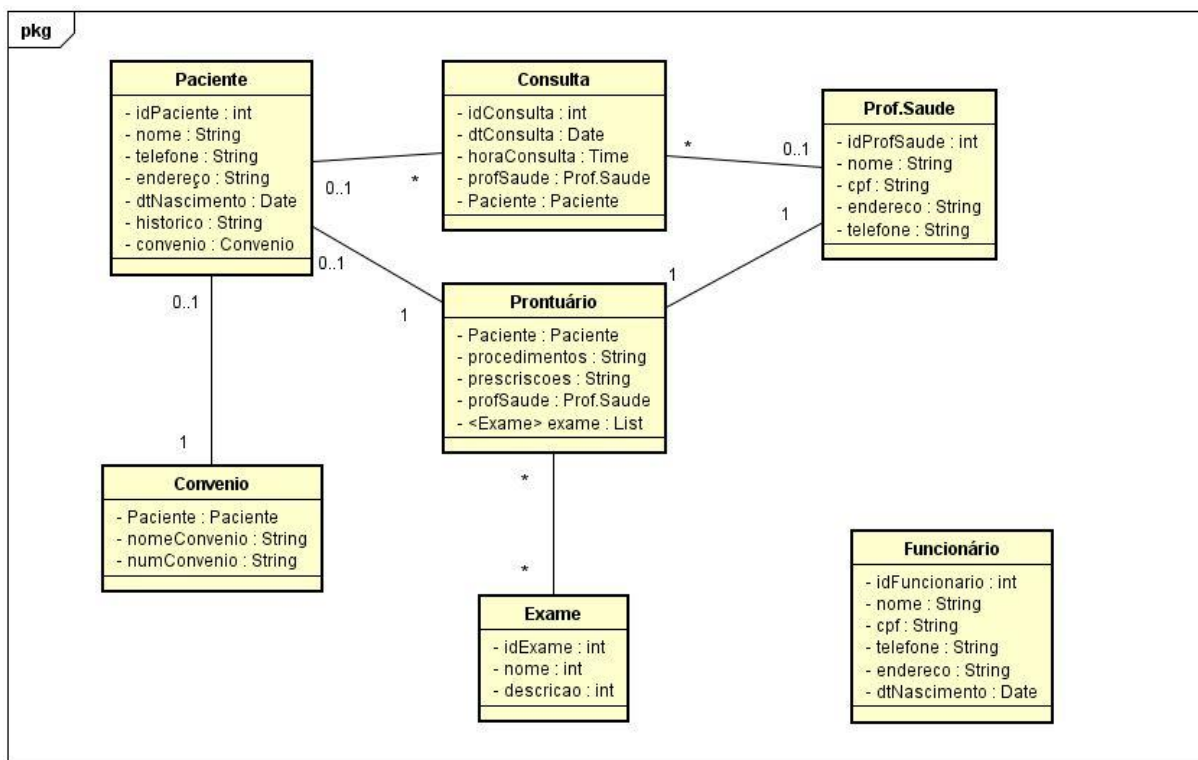 pkg
Paciente
- idPaciente : int
- nome : String
- telefone : String
- endereço : String
- dtNascimento : Date
- historico : String
- convenio : Convenio
Consulta
- idConsulta : int
- dtConsulta : Date
- horaConsulta : Time
- profSaude : Prof.Saude
- Paciente : Paciente
Prof.Saude
- idProfSaude : int
- nome : String
- cpf : String
- endereco : String
- telefone : String
0..1
*
*
0..1
0..1
1
1
1
0..1
1
Prontuário
- Paciente : Paciente
- procedimentos : String
- prescriscoes : String
- profSaude : Prof.Saude
- <Exame> exame : List
Convenio
- Paciente : Paciente
- nomeConvenio : String
- numConvenio : String
*
*
Exame
- idExame : int
- nome : int
- descricao : int
Funcionário
- idFuncionario : int
- nome : String
- cpf : String
- telefone : String
- endereco : String
- dtNascimento : Date